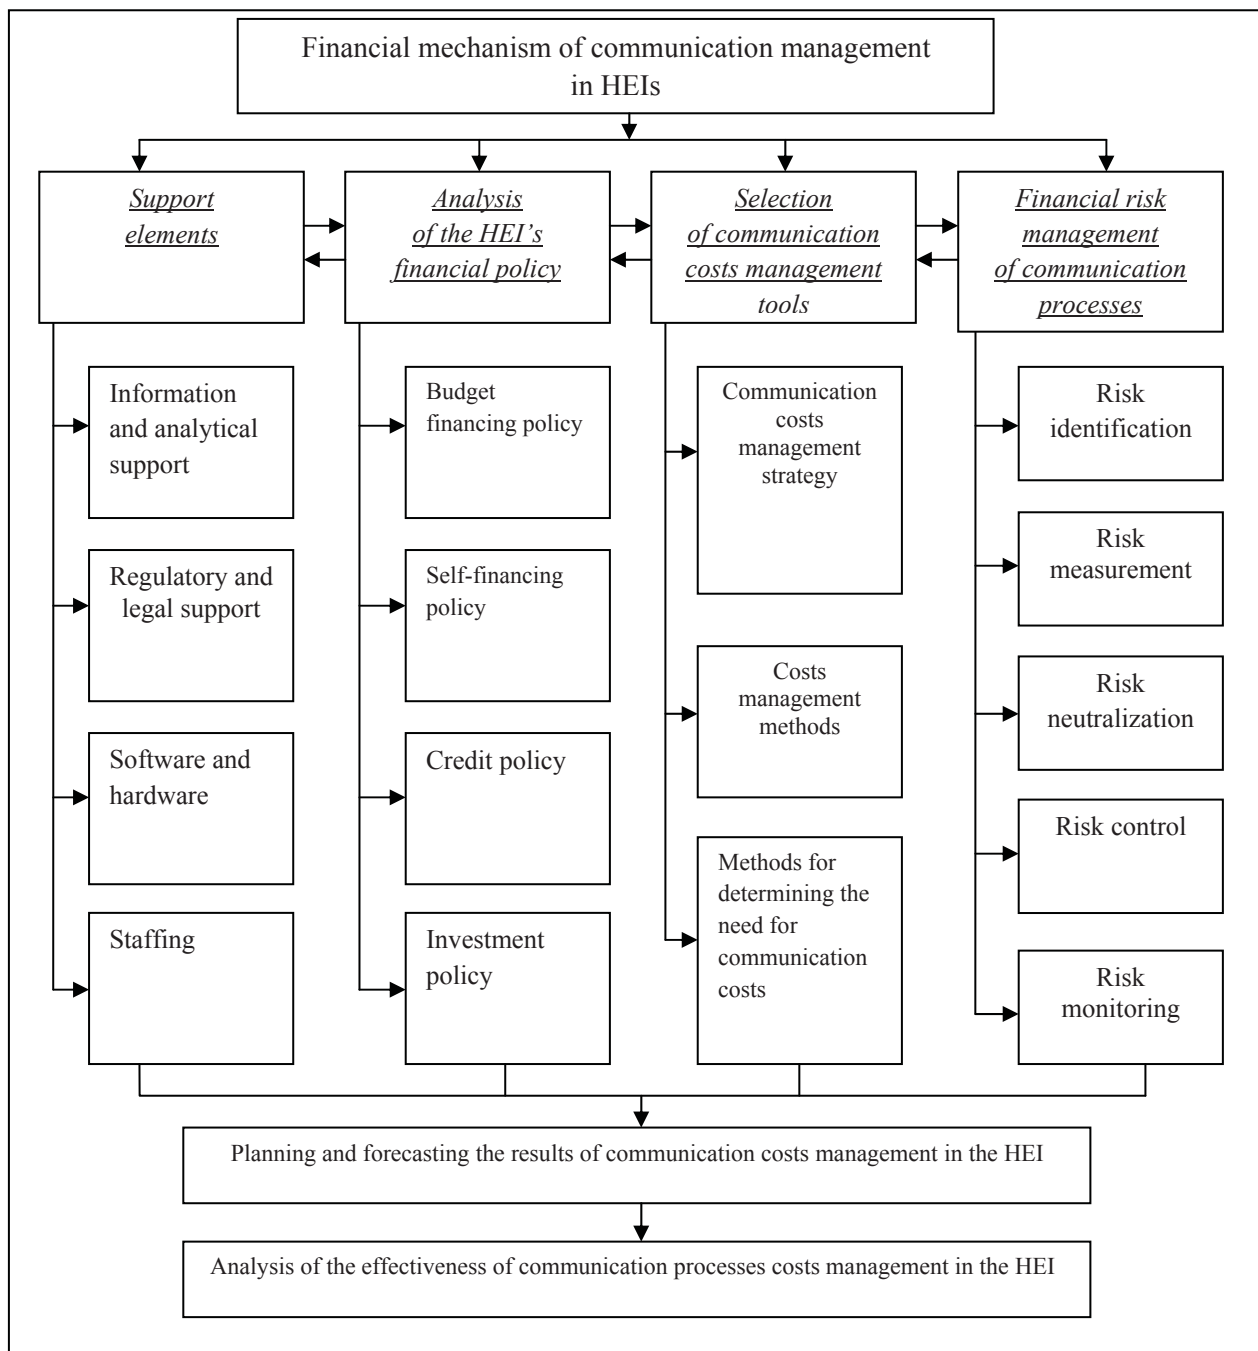 Financial mechanism of communication management
in HEIs
Support
elements
Analysis
of the HEI’s
financial policy
Selection
of communication
costs management
tools
Financial risk
management
of communication
processes
Information
and analytical
support
Regulatory and
legal support
Software and
hardware
Staffing
Budget
financing policy
Self-financing
policy
Credit policy
Investment
policy
Communication
costs
management
strategy
Costs
management
methods
Methods for
determining the
need for
communication
costs
Risk
identification
Risk
measurement
Risk
neutralization
Risk control
Risk
monitoring
Planning and forecasting the results of communication costs management in the HEI
Analysis of the effectiveness of communication processes costs management in the HEI